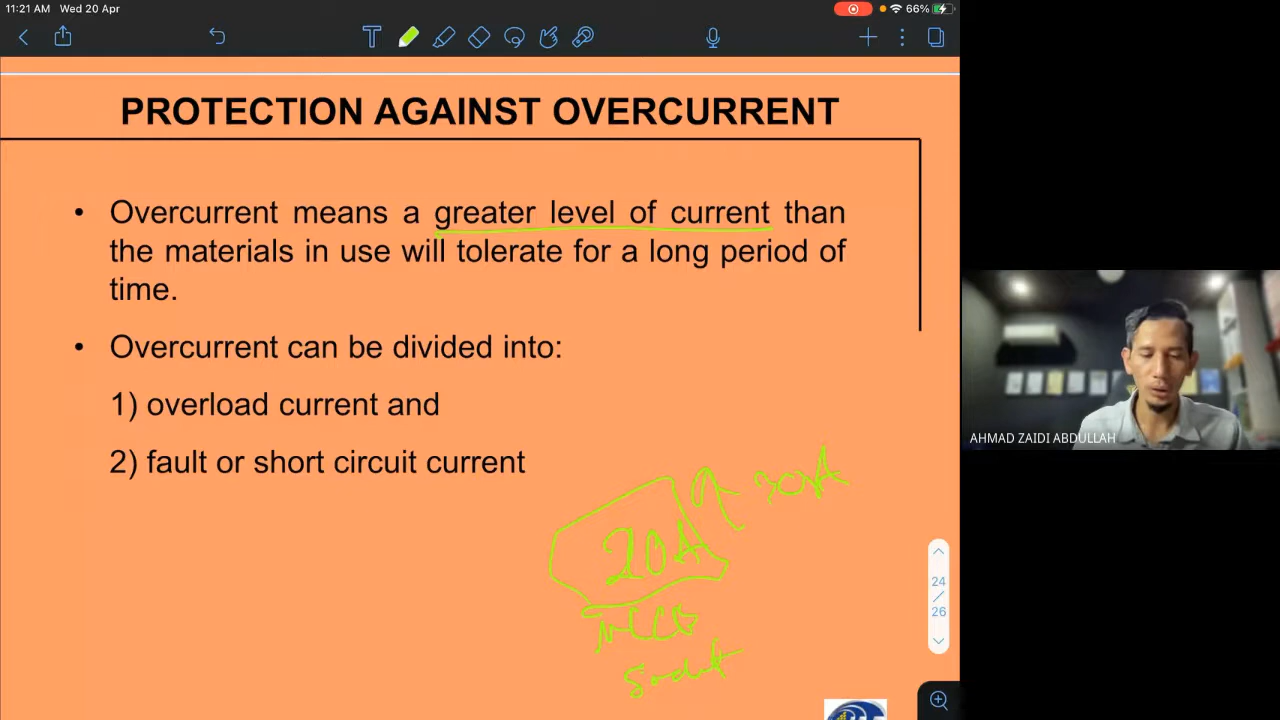 11:21 AM Wed 20 Apr
66%
PROTECTION AGAINST OVERCURRENT
• Overcurrent means a greater level of current than
the materials in use will tolerate for a long period of
time.
• Overcurrent can be divided into:
1) overload current and
2) fault or short circuit current
20A
AHMAD ZAIDI ABDULLAH
24
/
26